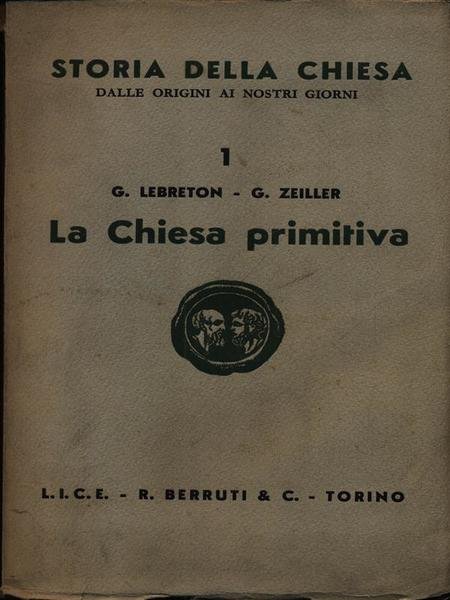 STORIA DELLA CHIESA
DALLE ORIGINI AI NOSTRI GIORNI
1
G. LEBRETON - G. ZEILLER
La Chiesa primitiva
L.I.C.E. - R. BERRUTI & C. - TORINO